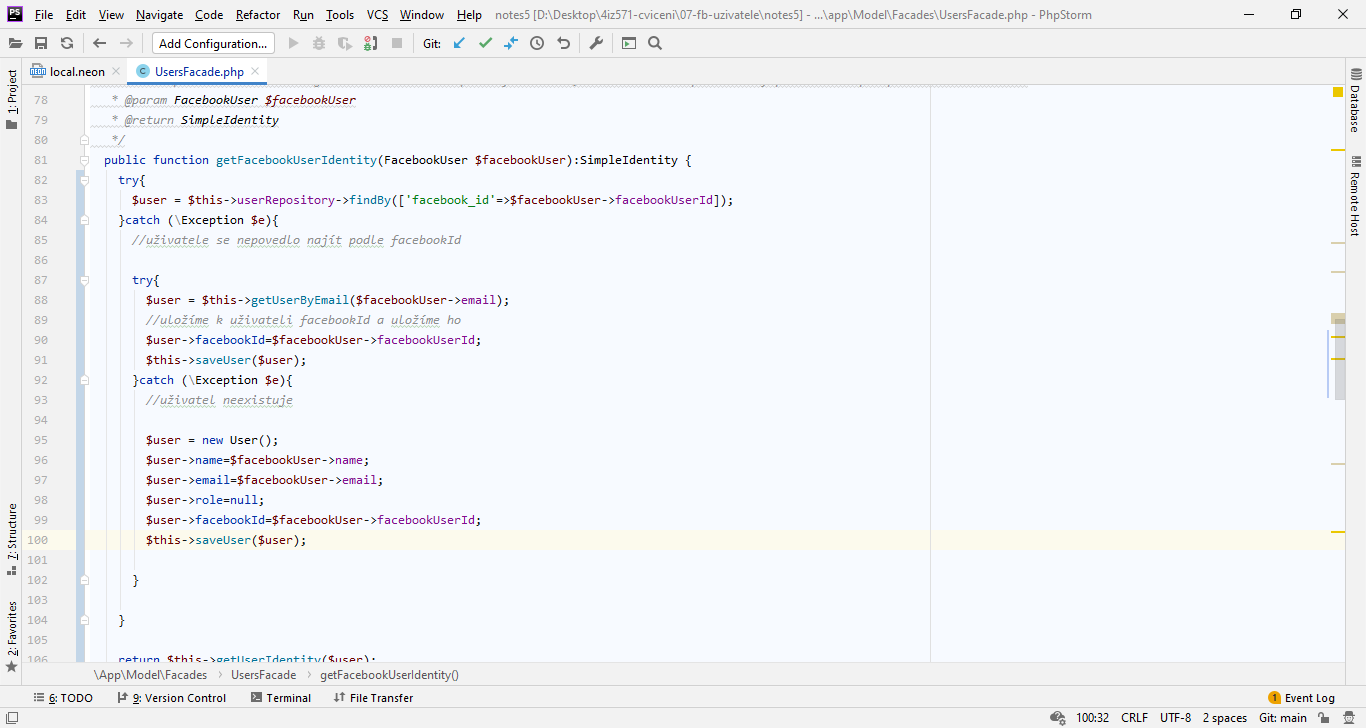 PS File Edit View Navigate Code Refactor Run Tools VCS Window Help notes5 [D:\Desktop\4iz571-cviceni\07-fb-uzivatele\notes5] - ...\app\Model\Facades\UsersFacade.php - PhpStorm
Add Configuration... Git:
local.neon UsersFacade.php
1: Project
7: Structure
2: Favorites
Database
Remote Host
78 * @param FacebookUser $facebookUser
79 * @return SimpleIdentity
80 */
81 public function getFacebookUserIdentity(FacebookUser $facebookUser):SimpleIdentity {
82 try{
83 $user = $this->userRepository->findBy(['facebook_id'=>$facebookUser->facebookUserId]);
84 }catch (\Exception $e){
85 //uživatele se nepovedlo najít podle facebookId
86
87 try{
88 $user = $this->getUserByEmail($facebookUser->email);
89 //uložíme k uživateli facebookId a uložíme ho
90 $user->facebookId=$facebookUser->facebookUserId;
91 $this->saveUser($user);
92 }catch (\Exception $e){
93 //uživatel neexistuje
94
95 $user = new User();
96 $user->name=$facebookUser->name;
97 $user->email=$facebookUser->email;
98 $user->role=null;
99 $user->facebookId=$facebookUser->facebookUserId;
100 $this->saveUser($user);
101
102 }
103
104 }
105
106 return $this->getUserIdentity($user);
\App\Model\Facades › UsersFacade › getFacebookUserIdentity()
6: TODO 9: Version Control Terminal File Transfer 1 Event Log
100:32 CRLF UTF-8 2 spaces Git: main